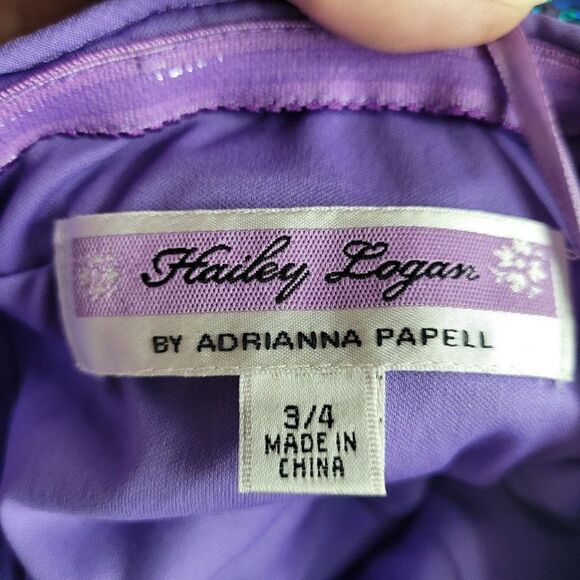 Hailey Logan
BY ADRIANNA PAPELL
3/4
MADE IN
CHINA